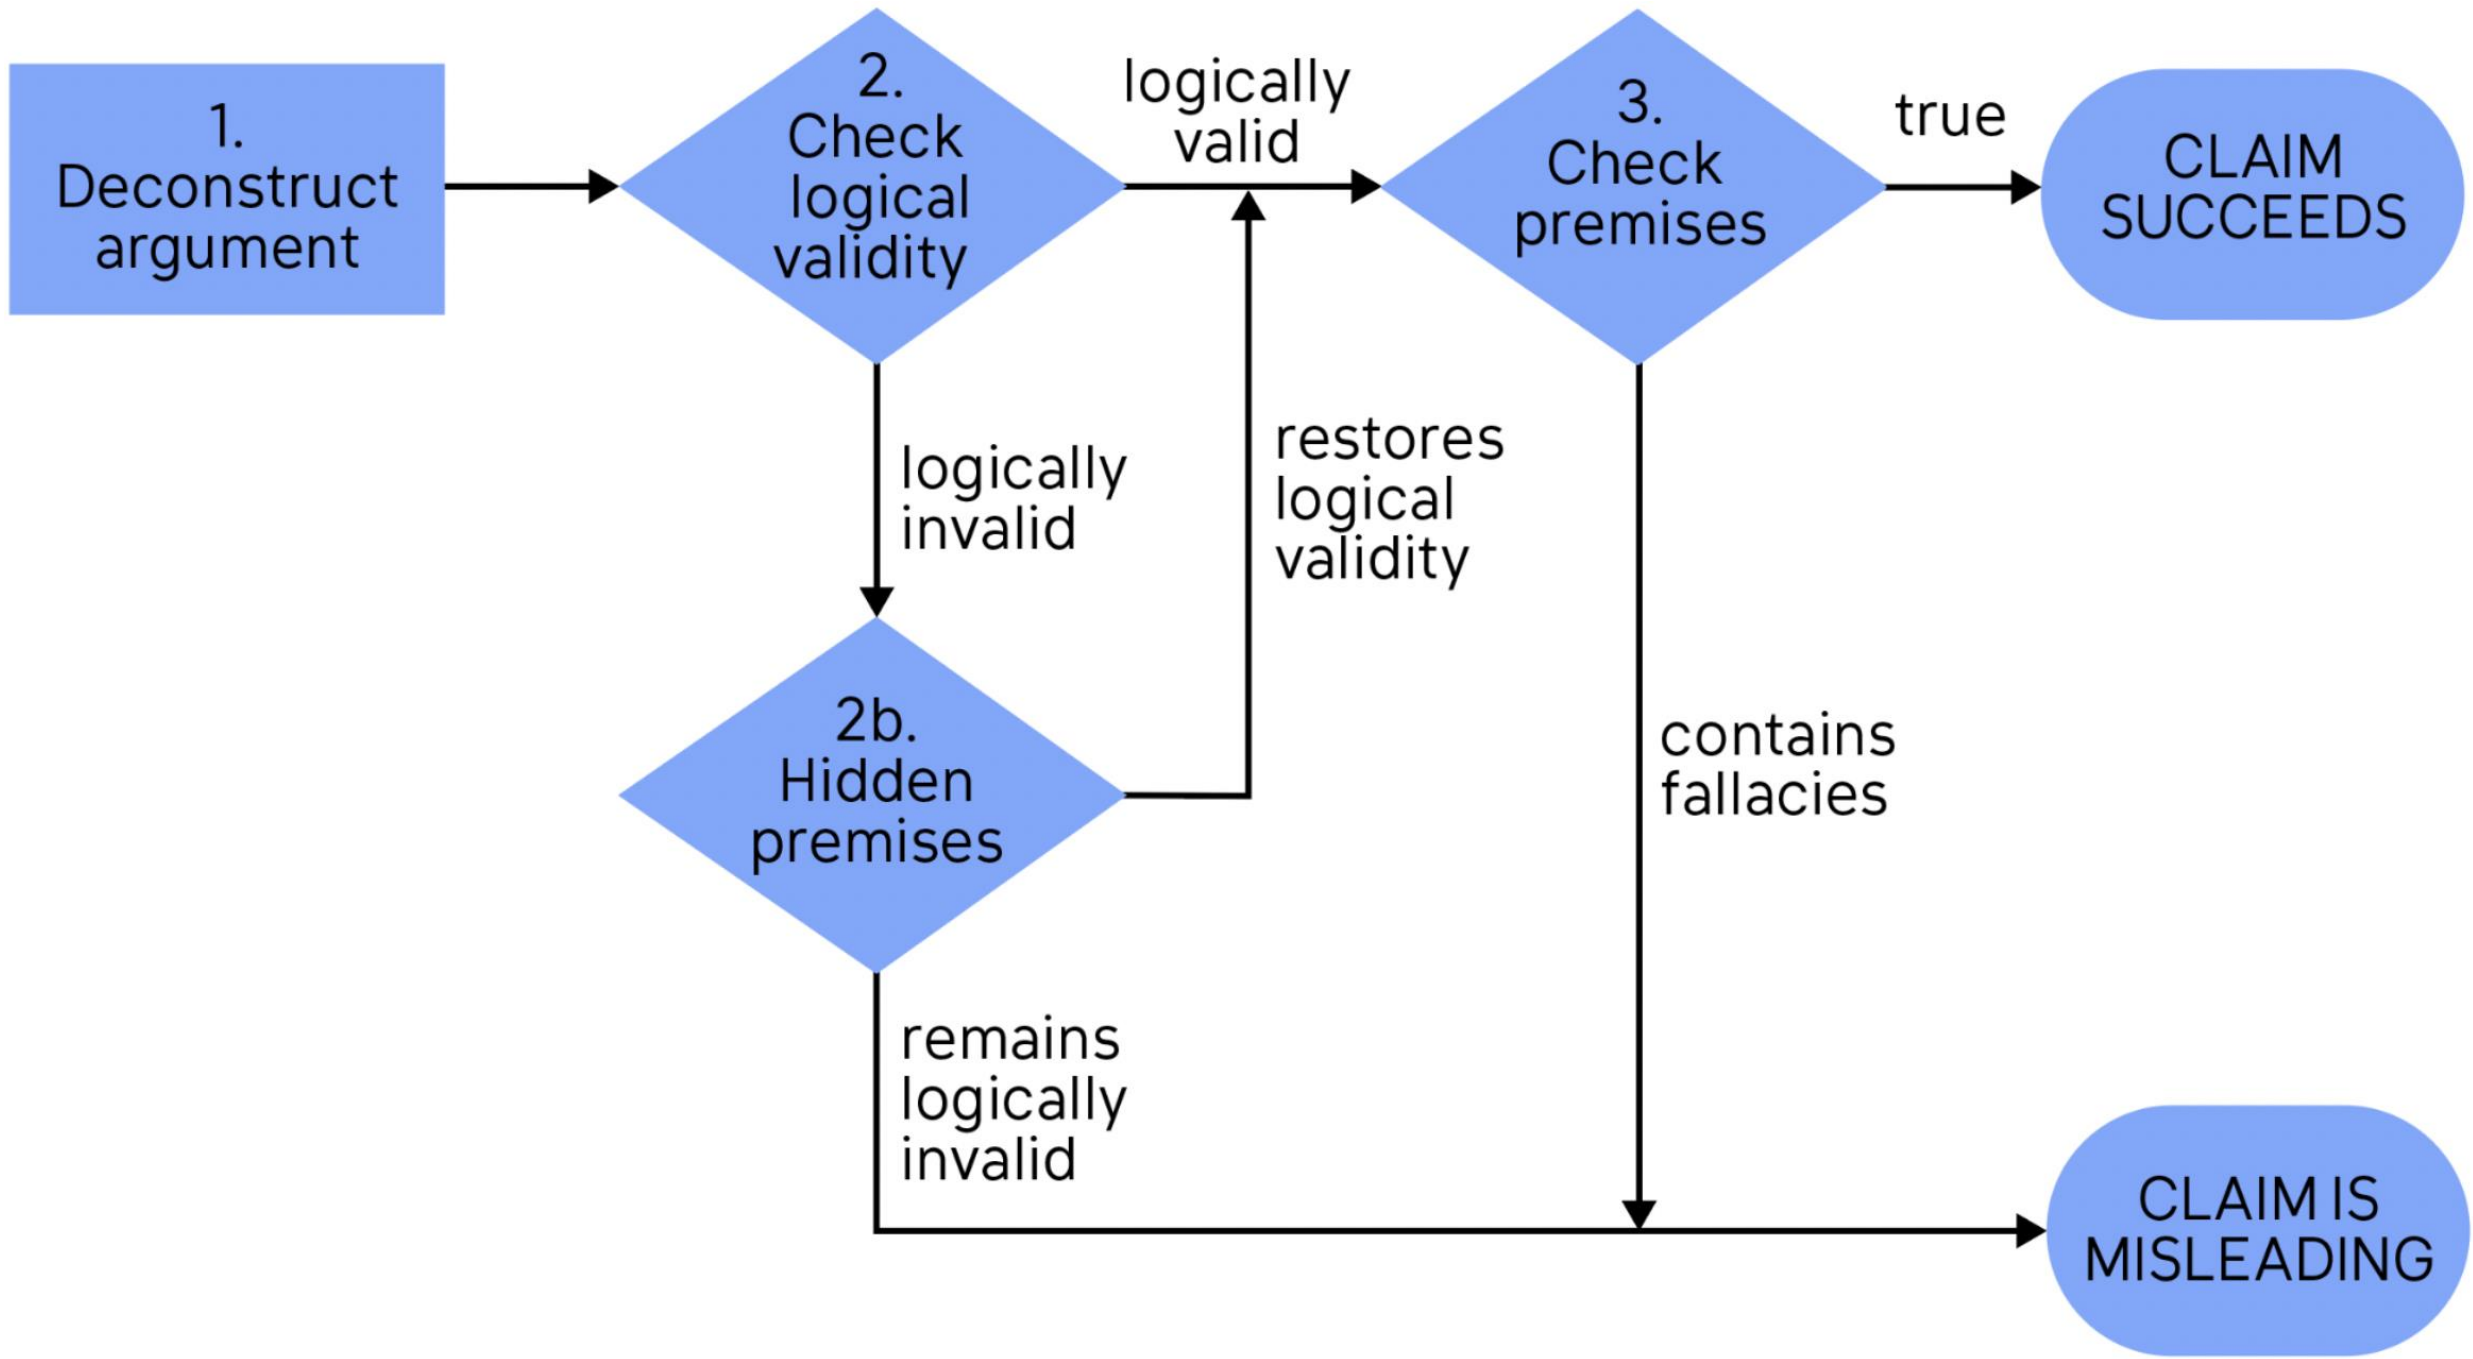 1.
Deconstruct
argument
2.
Check
logical
validity
logically
valid
3.
Check
premises
true
CLAIM
SUCCEEDS
logically
invalid
restores
logical
validity
2b.
Hidden
premises
contains
fallacies
remains
logically
invalid
CLAIM IS
MISLEADING